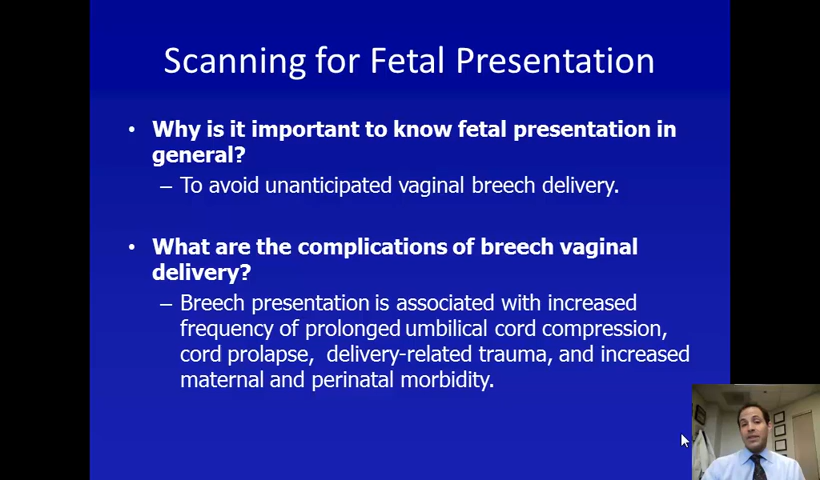 Scanning for Fetal Presentation
• Why is it important to know fetal presentation in
general?
– To avoid unanticipated vaginal breech delivery.
• What are the complications of breech vaginal
delivery?
– Breech presentation is associated with increased
frequency of prolonged umbilical cord compression,
cord prolapse, delivery-related trauma, and increased
maternal and perinatal morbidity.